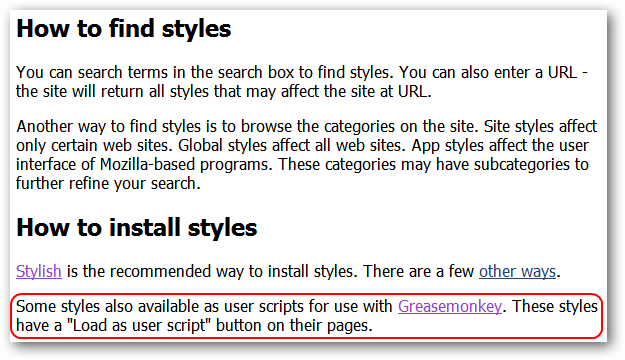 How to find styles
You can search terms in the search box to find styles. You can also enter a URL -
the site will return all styles that may affect the site at URL.
Another way to find styles is to browse the categories on the site. Site styles affect
only certain web sites. Global styles affect all web sites. App styles affect the user
interface of Mozilla-based programs. These categories may have subcategories to
further refine your search.
How to install styles
Stylish is the recommended way to install styles. There are a few other ways.
Some styles also available as user scripts for use with Greasemonkey. These styles
have a "Load as user script" button on their pages.